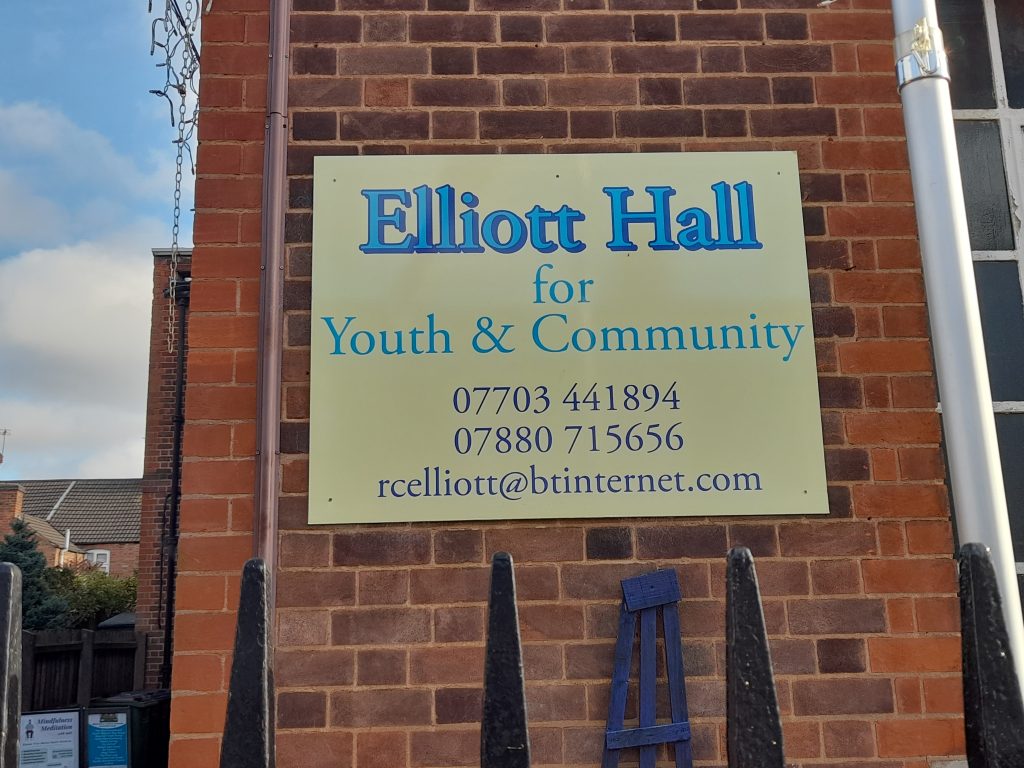 Elliott Hall
for
Youth & Community
07703 441894
07880 715656
rcelliott@btinternet.com
Mindfulness
Meditation